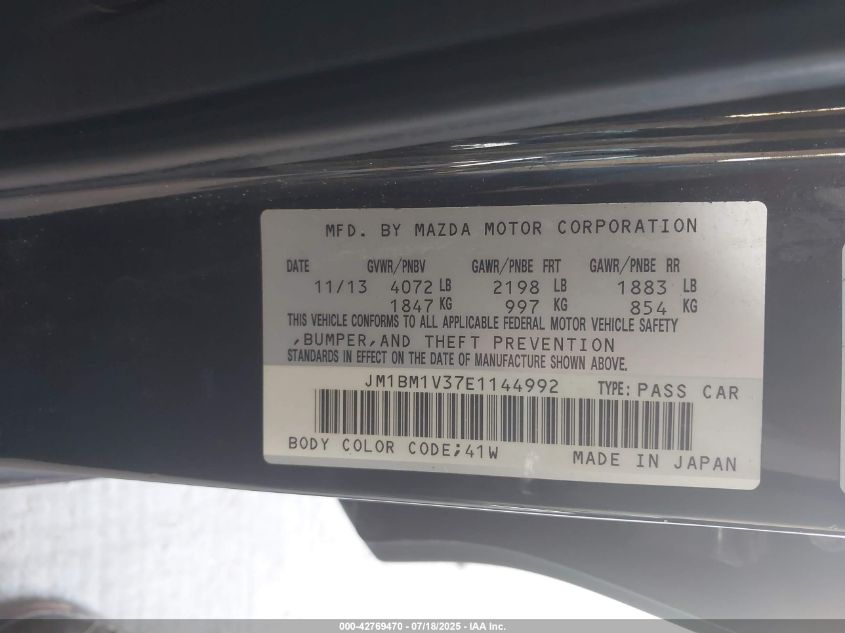 MFD. BY MAZDA MOTOR CORPORATION
DATE GVWR/PNBV GAWR/PNBE FRT GAWR/PNBE RR
11/13 4072 LB 2198 LB 1883 LB
1847 KG 997 KG 854 KG
THIS VEHICLE CONFORMS TO ALL APPLICABLE FEDERAL MOTOR VEHICLE SAFETY
,BUMPER,AND THEFT PREVENTION
STANDARDS IN EFFECT ON THE DATE OF MANUFACTURE SHOWN ABOVE.
JM1BM1V37E1144992 TYPE: PASS CAR
BODY COLOR CODE;41W MADE IN JAPAN
000-42769470 - 07/18/2025 - IAA Inc.